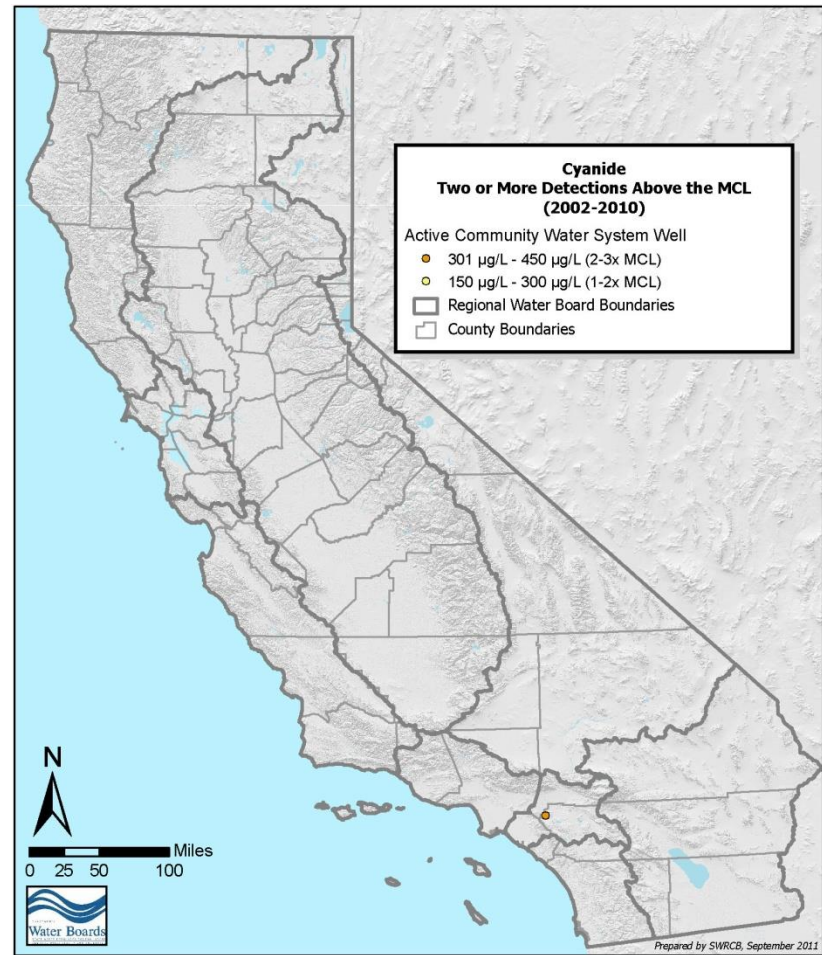 Cyanide
Two or More Detections Above the MCL
(2002-2010)
Active Community Water System Well
301 µg/L - 450 µg/L (2-3x MCL)
150 µg/L - 300 µg/L (1-2x MCL)
Regional Water Board Boundaries
County Boundaries
N
Miles
0 25 50 100
Water Boards
Prepared by SWRCB, September 2011